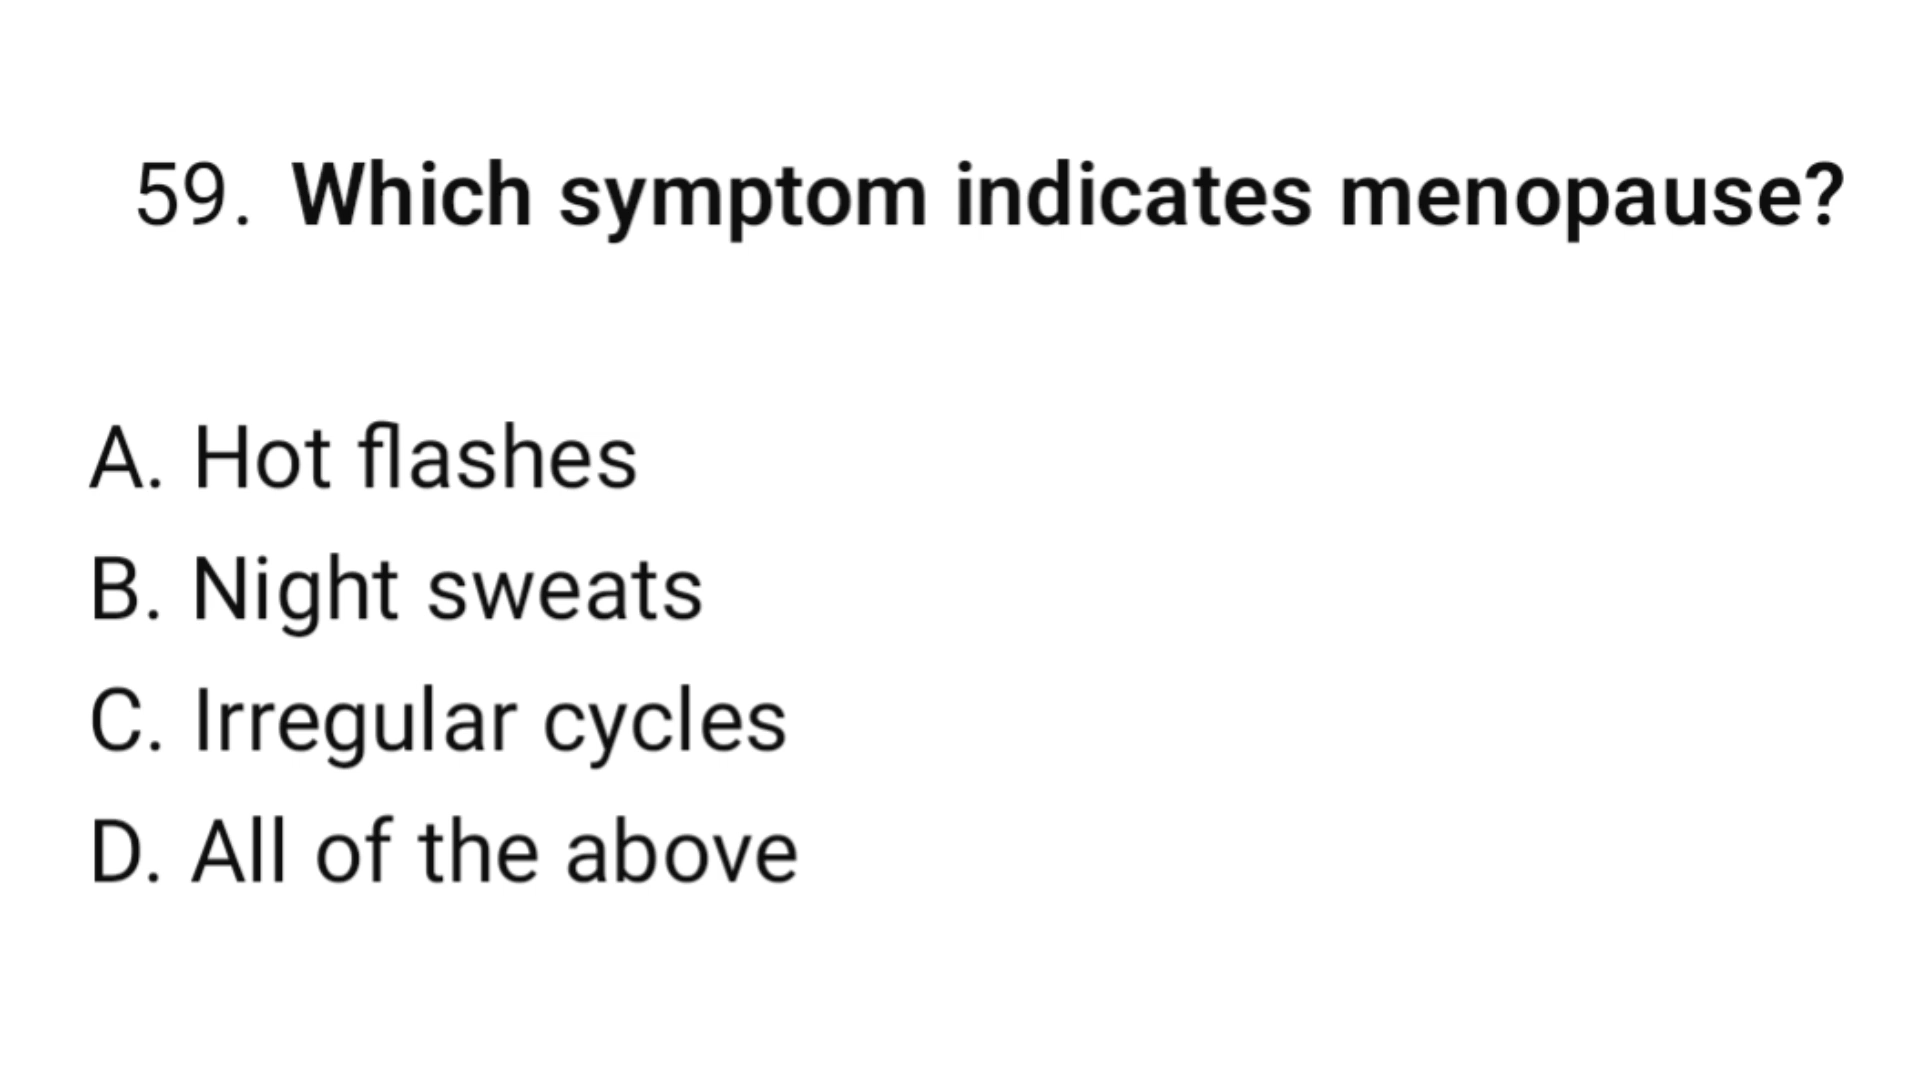 59. Which symptom indicates menopause?
A. Hot flashes
B. Night sweats
C. Irregular cycles
D. All of the above